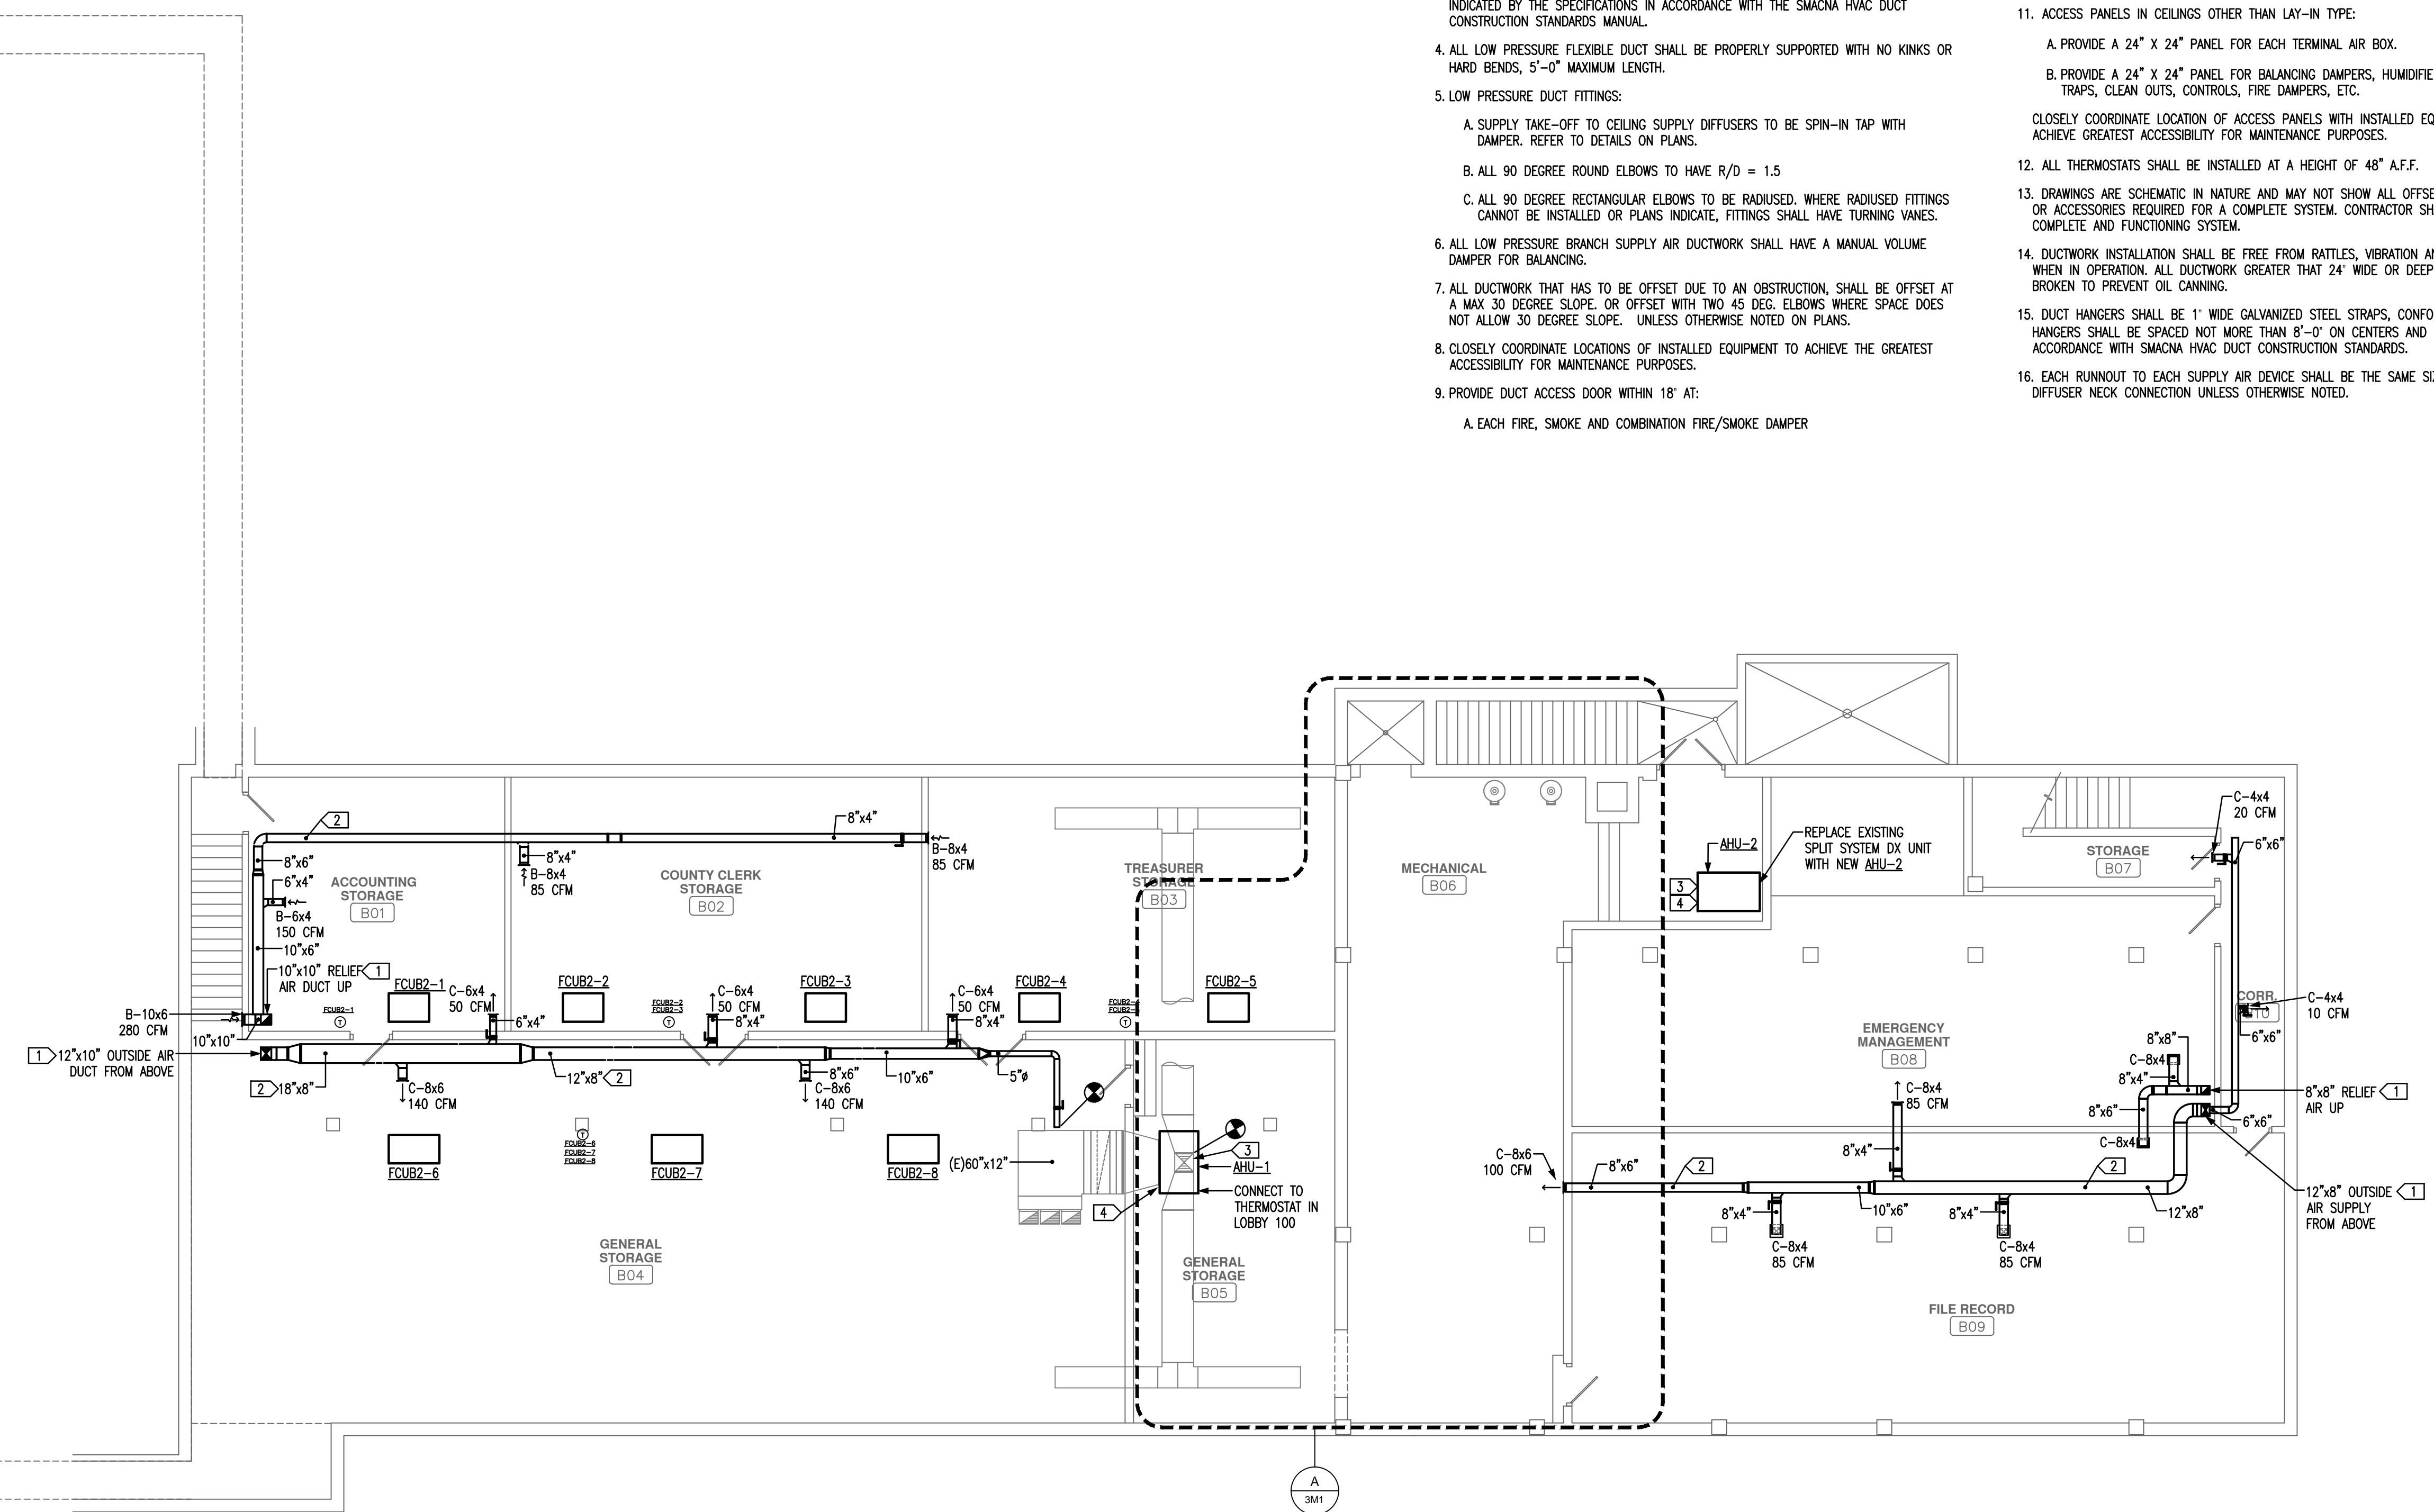 INDICATED BY THE SPECIFICATIONS IN ACCORDANCE WITH THE SMACNA HVAC DUCT
CONSTRUCTION STANDARDS MANUAL.
4. ALL LOW PRESSURE FLEXIBLE DUCT SHALL BE PROPERLY SUPPORTED WITH NO KINKS OR
HARD BENDS, 5'-0" MAXIMUM LENGTH.
5. LOW PRESSURE DUCT FITTINGS:
A. SUPPLY TAKE-OFF TO CEILING SUPPLY DIFFUSERS TO BE SPIN-IN TAP WITH
DAMPER. REFER TO DETAILS ON PLANS.
B. ALL 90 DEGREE ROUND ELBOWS TO HAVE R/D = 1.5
C. ALL 90 DEGREE RECTANGULAR ELBOWS TO BE RADIUSED. WHERE RADIUSED FITTINGS
CANNOT BE INSTALLED OR PLANS INDICATE, FITTINGS SHALL HAVE TURNING VANES.
6. ALL LOW PRESSURE BRANCH SUPPLY AIR DUCTWORK SHALL HAVE A MANUAL VOLUME
DAMPER FOR BALANCING.
7. ALL DUCTWORK THAT HAS TO BE OFFSET DUE TO AN OBSTRUCTION, SHALL BE OFFSET AT
A MAX 30 DEGREE SLOPE. OR OFFSET WITH TWO 45 DEG. ELBOWS WHERE SPACE DOES
NOT ALLOW 30 DEGREE SLOPE. UNLESS OTHERWISE NOTED ON PLANS.
8. CLOSELY COORDINATE LOCATIONS OF INSTALLED EQUIPMENT TO ACHIEVE THE GREATEST
ACCESSIBILITY FOR MAINTENANCE PURPOSES.
9. PROVIDE DUCT ACCESS DOOR WITHIN 18" AT:
A. EACH FIRE, SMOKE AND COMBINATION FIRE/SMOKE DAMPER
11. ACCESS PANELS IN CEILINGS OTHER THAN LAY-IN TYPE:
A. PROVIDE A 24" X 24" PANEL FOR EACH TERMINAL AIR BOX.
B. PROVIDE A 24" X 24" PANEL FOR BALANCING DAMPERS, HUMIDIFIE
TRAPS, CLEAN OUTS, CONTROLS, FIRE DAMPERS, ETC.
CLOSELY COORDINATE LOCATION OF ACCESS PANELS WITH INSTALLED EQ
ACHIEVE GREATEST ACCESSIBILITY FOR MAINTENANCE PURPOSES.
12. ALL THERMOSTATS SHALL BE INSTALLED AT A HEIGHT OF 48" A.F.F.
13. DRAWINGS ARE SCHEMATIC IN NATURE AND MAY NOT SHOW ALL OFFSE
OR ACCESSORIES REQUIRED FOR A COMPLETE SYSTEM. CONTRACTOR SH
COMPLETE AND FUNCTIONING SYSTEM.
14. DUCTWORK INSTALLATION SHALL BE FREE FROM RATTLES, VIBRATION AN
WHEN IN OPERATION. ALL DUCTWORK GREATER THAT 24" WIDE OR DEEP
BROKEN TO PREVENT OIL CANNING.
15. DUCT HANGERS SHALL BE 1" WIDE GALVANIZED STEEL STRAPS, CONFO
HANGERS SHALL BE SPACED NOT MORE THAN 8'-0" ON CENTERS AND
ACCORDANCE WITH SMACNA HVAC DUCT CONSTRUCTION STANDARDS.
16. EACH RUNNOUT TO EACH SUPPLY AIR DEVICE SHALL BE THE SAME SI
DIFFUSER NECK CONNECTION UNLESS OTHERWISE NOTED.
2
8"x4"
8"x6"
6"x4"
B-6x4
150 CFM
10"x6"
10"x10" RELIEF 1
AIR DUCT UP
ACCOUNTING
STORAGE
B01
8"x4"
B-8x4
85 CFM
COUNTY CLERK
STORAGE
B02
B-8x4
85 CFM
TREASURER
STORAGE
B03
MECHANICAL
B06
AHU-2
3
4
REPLACE EXISTING
SPLIT SYSTEM DX UNIT
WITH NEW AHU-2
STORAGE
B07
C-4x4
20 CFM
6"x6"
B-10x6
280 CFM
10"x10"
1 12"x10" OUTSIDE AIR
DUCT FROM ABOVE
2 18"x8"
FCUB2-1
FCUB2-1
T
C-6x4
50 CFM
6"x4"
C-8x6
140 CFM
FCUB2-2
12"x8" 2
FCUB2-2
FCUB2-3
T
C-6x4
50 CFM
8"x4"
FCUB2-3
8"x6"
C-8x6
140 CFM
10"x6"
C-6x4
50 CFM
8"x4"
5"ø
FCUB2-4
T
FCUB2-5
FCUB2-6
T
FCUB2-6
FCUB2-7
FCUB2-8
FCUB2-7
FCUB2-8
(E)60"x12"
3
AHU-1
CONNECT TO
THERMOSTAT IN
LOBBY 100
4
GENERAL
STORAGE
B04
GENERAL
STORAGE
B05
C-8x6
100 CFM
8"x6"
2
8"x4"
C-8x4
85 CFM
10"x6"
8"x4"
C-8x4
85 CFM
8"x4"
C-8x4
85 CFM
2
12"x8"
EMERGENCY
MANAGEMENT
B08
CORR.
C-4x4
10 CFM
6"x6"
8"x8"
C-8x4
8"x4"
8"x6"
C-8x4
6"x6"
8"x8" RELIEF 1
AIR UP
12"x8" OUTSIDE 1
AIR SUPPLY
FROM ABOVE
FILE RECORD
B09
A
3M1